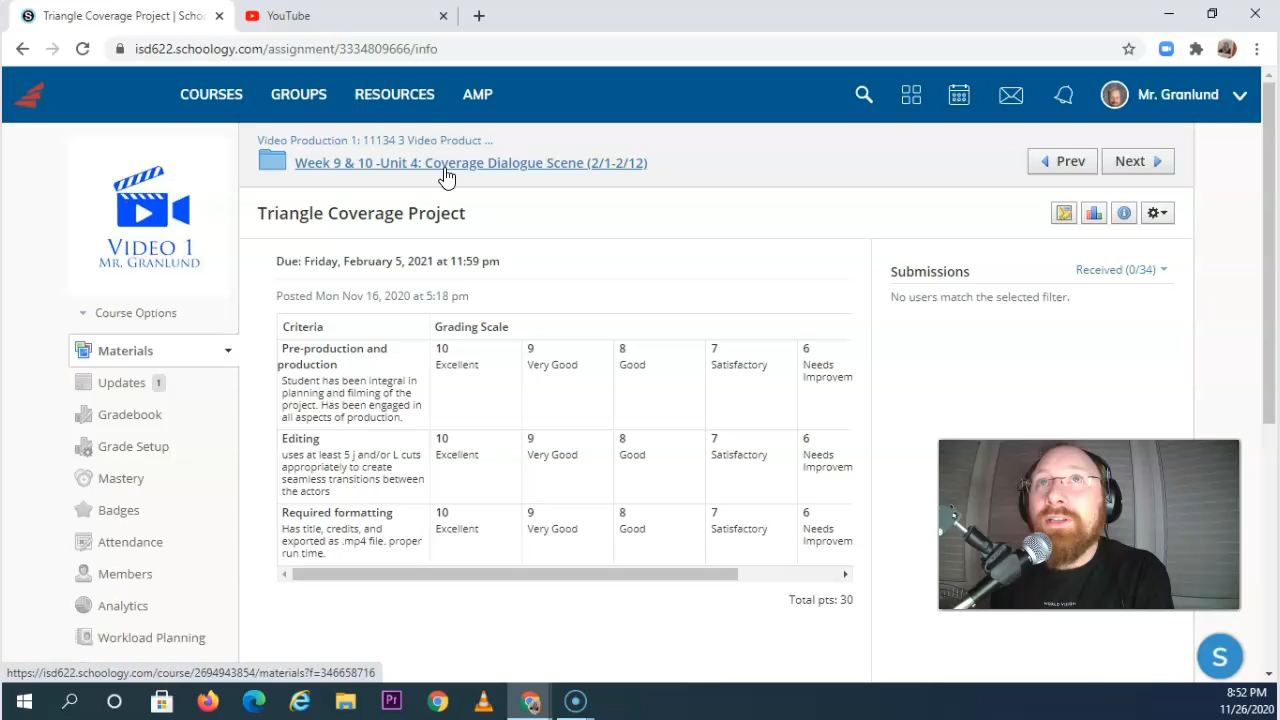 Triangle Coverage Project | Schoo
YouTube
isd622.schoology.com/assignment/3334809666/info
COURSES
GROUPS
RESOURCES
AMP
Mr. Granlund
Video Production 1: 11134 3 Video Product ...
Week 9 & 10 -Unit 4: Coverage Dialogue Scene (2/1-2/12)
Prev
Next
VIDEO 1
MR. GRANLUND
Triangle Coverage Project
Due: Friday, February 5, 2021 at 11:59 pm
Posted Mon Nov 16, 2020 at 5:18 pm
Submissions
Received (0/34)
No users match the selected filter.
Course Options
Materials
Updates 1
Gradebook
Grade Setup
Mastery
Badges
Attendance
Members
Analytics
Workload Planning
Criteria
Grading Scale
Pre-production and
production
Student has been integral in
planning and filming of the
project. Has been engaged in
all aspects of production.
10
Excellent
9
Very Good
8
Good
7
Satisfactory
6
Needs
Improvem
Editing
uses at least 5 j and/or L cuts
appropriately to create
seamless transitions between
the actors
10
Excellent
9
Very Good
8
Good
7
Satisfactory
6
Needs
Improvem
Required formatting
Has title, credits, and
exported as .mp4 file. proper
run time.
10
Excellent
9
Very Good
8
Good
7
Satisfactory
6
Needs
Improvem
Total pts: 30
WORLD VISION
S
https://isd622.schoology.com/course/2694943854/materials?f=346658716
Pr
8:52 PM
11/26/2020